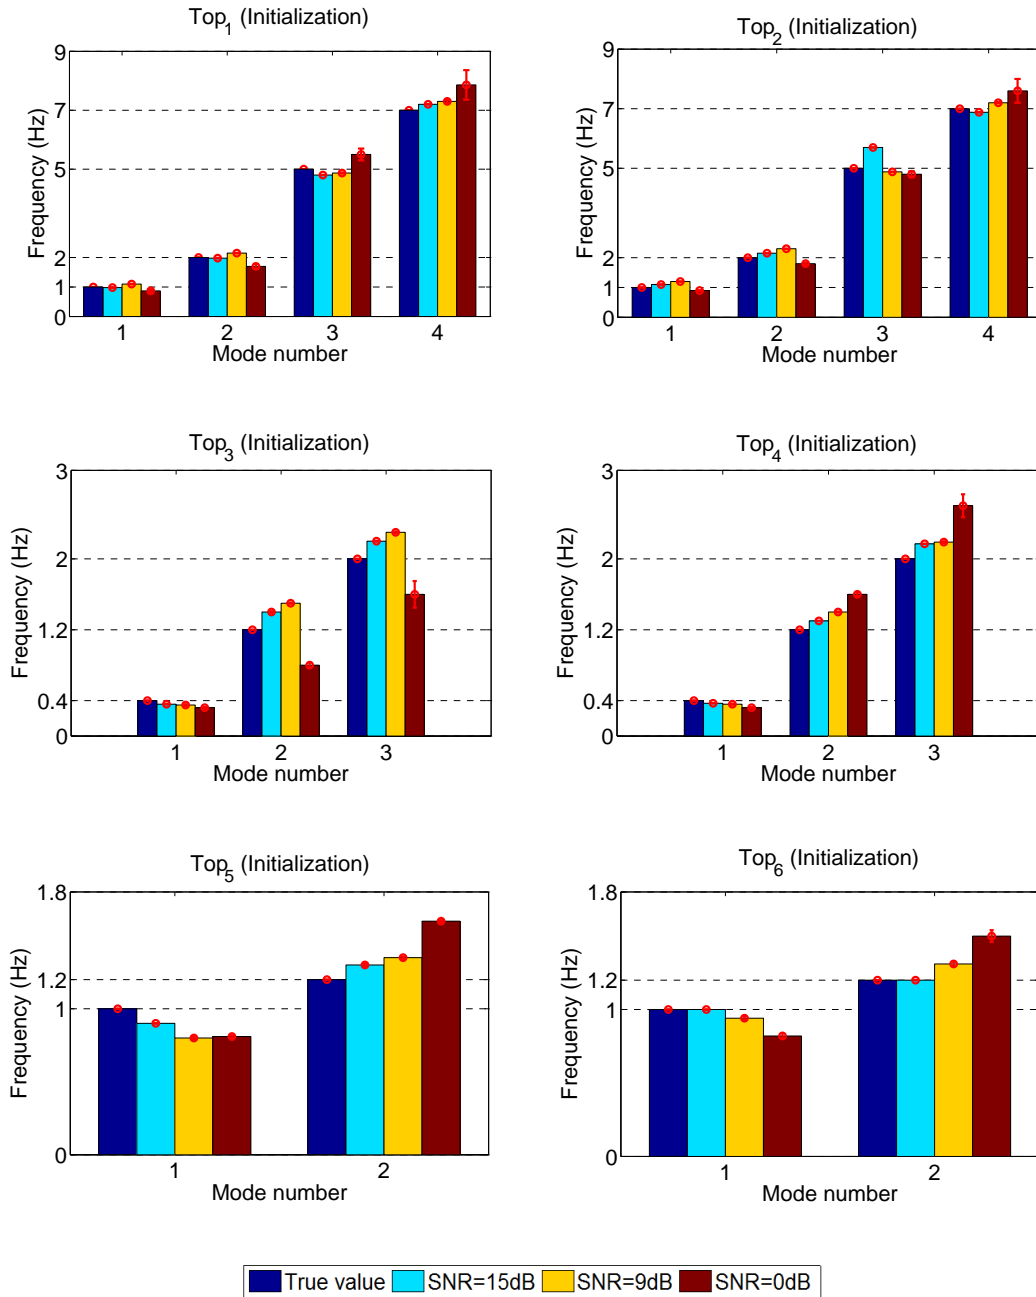 Top1 (Initialization)
Frequency (Hz)
9
7
5
2
1
0
1 2 3 4
Mode number
Top2 (Initialization)
Frequency (Hz)
9
7
5
2
1
0
1 2 3 4
Mode number
Top3 (Initialization)
Frequency (Hz)
3
2
1.2
0.4
0
1 2 3
Mode number
Top4 (Initialization)
Frequency (Hz)
3
2
1.2
0.4
0
1 2 3
Mode number
Top5 (Initialization)
Frequency (Hz)
1.8
1.2
1
0
1 2
Mode number
Top6 (Initialization)
Frequency (Hz)
1.8
1.2
1
0
1 2
Mode number
True value SNR=15dB SNR=9dB SNR=0dB